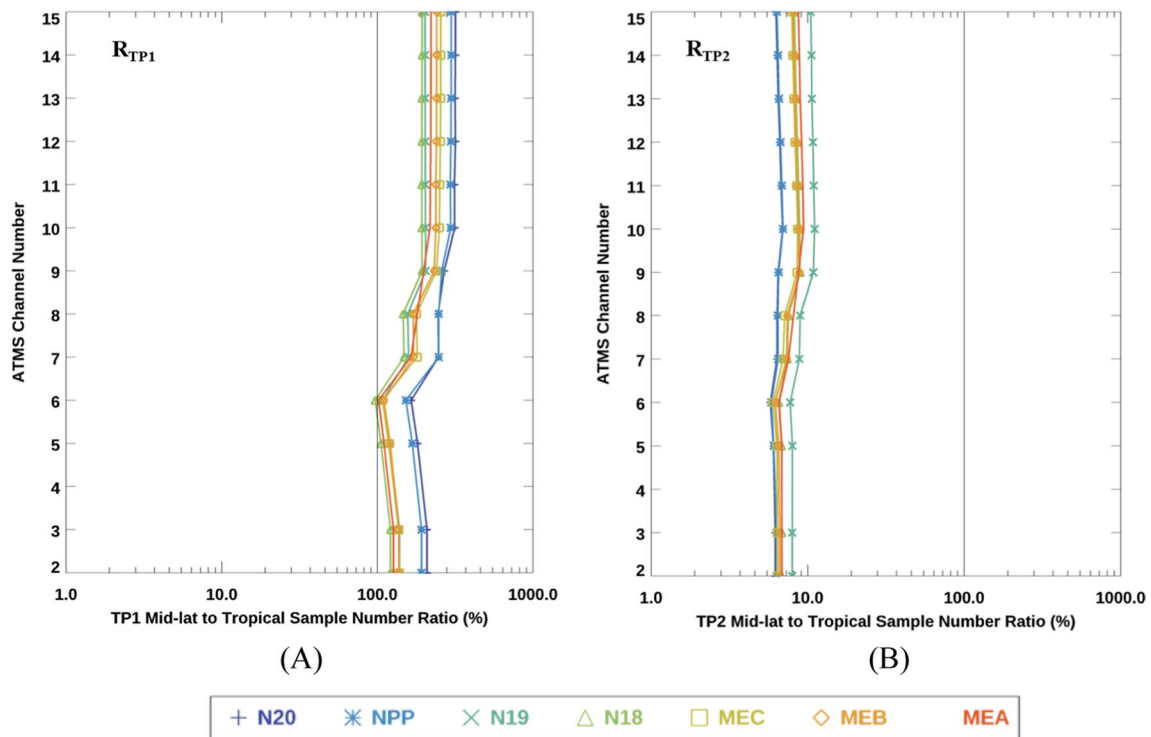 R_TP1
15
14
13
12
11
10
9
8
7
6
5
4
3
2
ATMS Channel Number
1.0 10.0 100.0 1000.0
TP1 Mid-lat to Tropical Sample Number Ratio (%)
(A)
R_TP2
15
14
13
12
11
10
9
8
7
6
5
4
3
2
ATMS Channel Number
1.0 10.0 100.0 1000.0
TP2 Mid-lat to Tropical Sample Number Ratio (%)
(B)
N20 NPP N19 N18 MEC MEB MEA